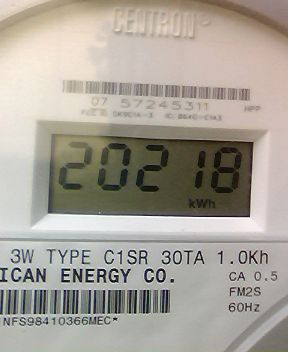 CENTRON®
07 57245311 HPP
20218
kWh
3W TYPE C1SR 30TA 1.0Kh
ICAN ENERGY CO. CA 0.5
FM2S
60Hz
NFS98410366MEC*